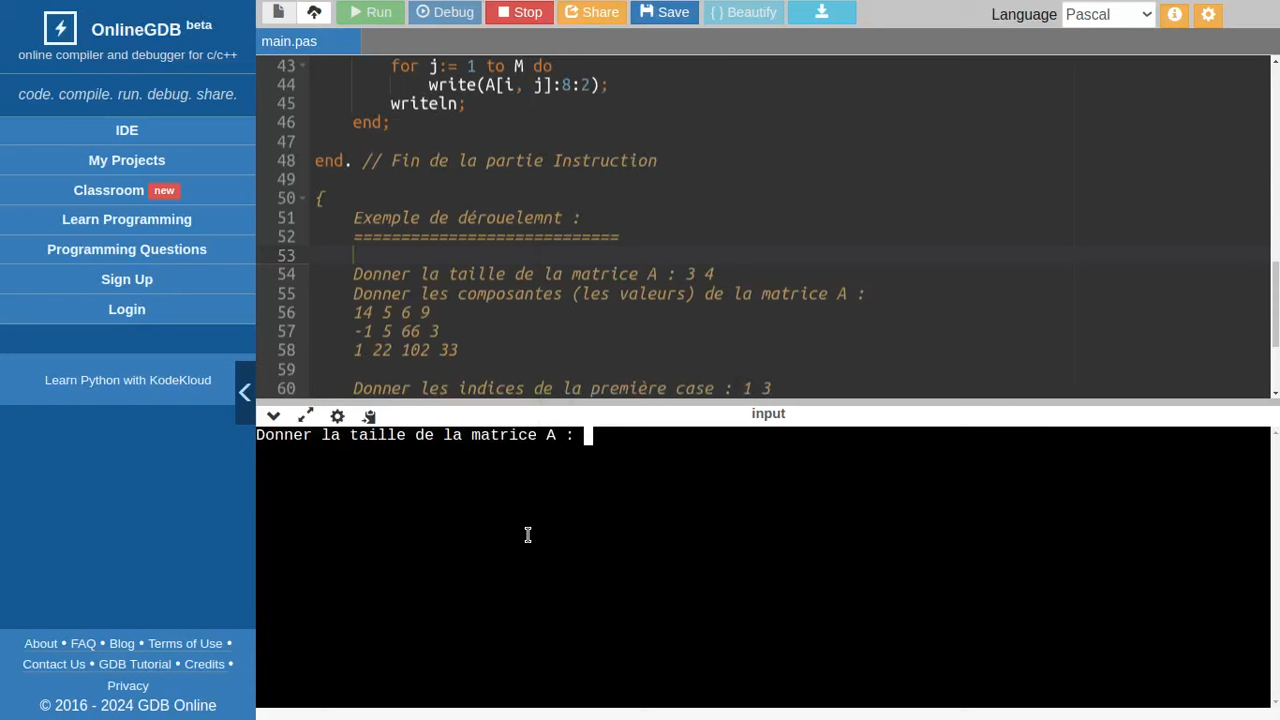 OnlineGDB beta
online compiler and debugger for c/c++
code. compile. run. debug. share.
IDE
My Projects
Classroom new
Learn Programming
Programming Questions
Sign Up
Login
Learn Python with KodeKloud
About • FAQ • Blog • Terms of Use •
Contact Us • GDB Tutorial • Credits •
Privacy
© 2016 - 2024 GDB Online
Run Debug Stop Share Save { } Beautify Language Pascal
main.pas
43 for j:= 1 to M do
44 write(A[i, j]:8:2);
45 writeln;
46 end;
47
48 end. // Fin de la partie Instruction
49
50 {
51 Exemple de dérouelemnt :
52 ============================
53
54 Donner la taille de la matrice A : 3 4
55 Donner les composantes (les valeurs) de la matrice A :
56 14 5 6 9
57 -1 5 66 3
58 1 22 102 33
59
60 Donner les indices de la première case : 1 3
input
Donner la taille de la matrice A :